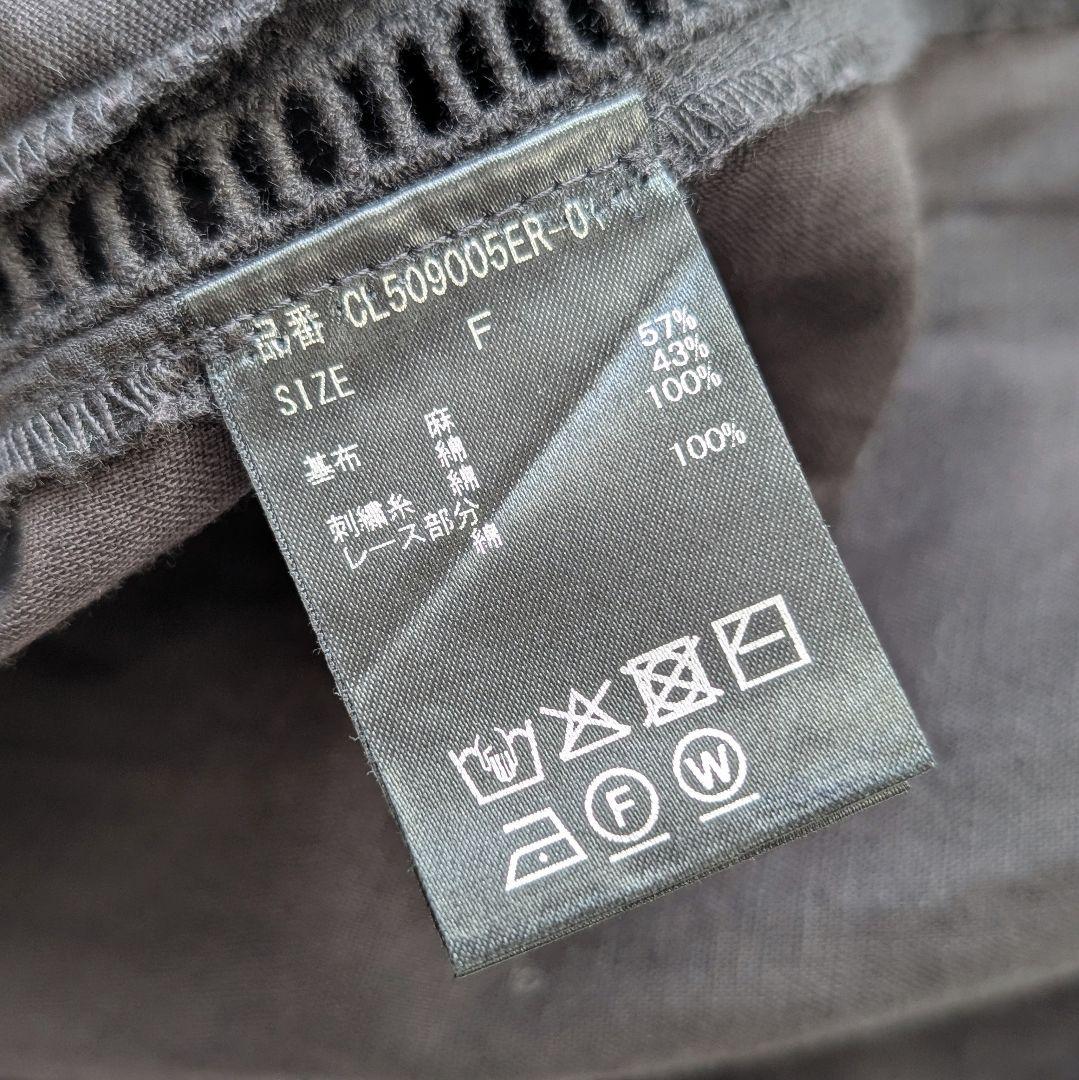 品番 CL509005ER-01
SIZE F
基布 麻 57%
綿 43%
刺繍糸 綿 100%
レース部分
綿 100%
F
W